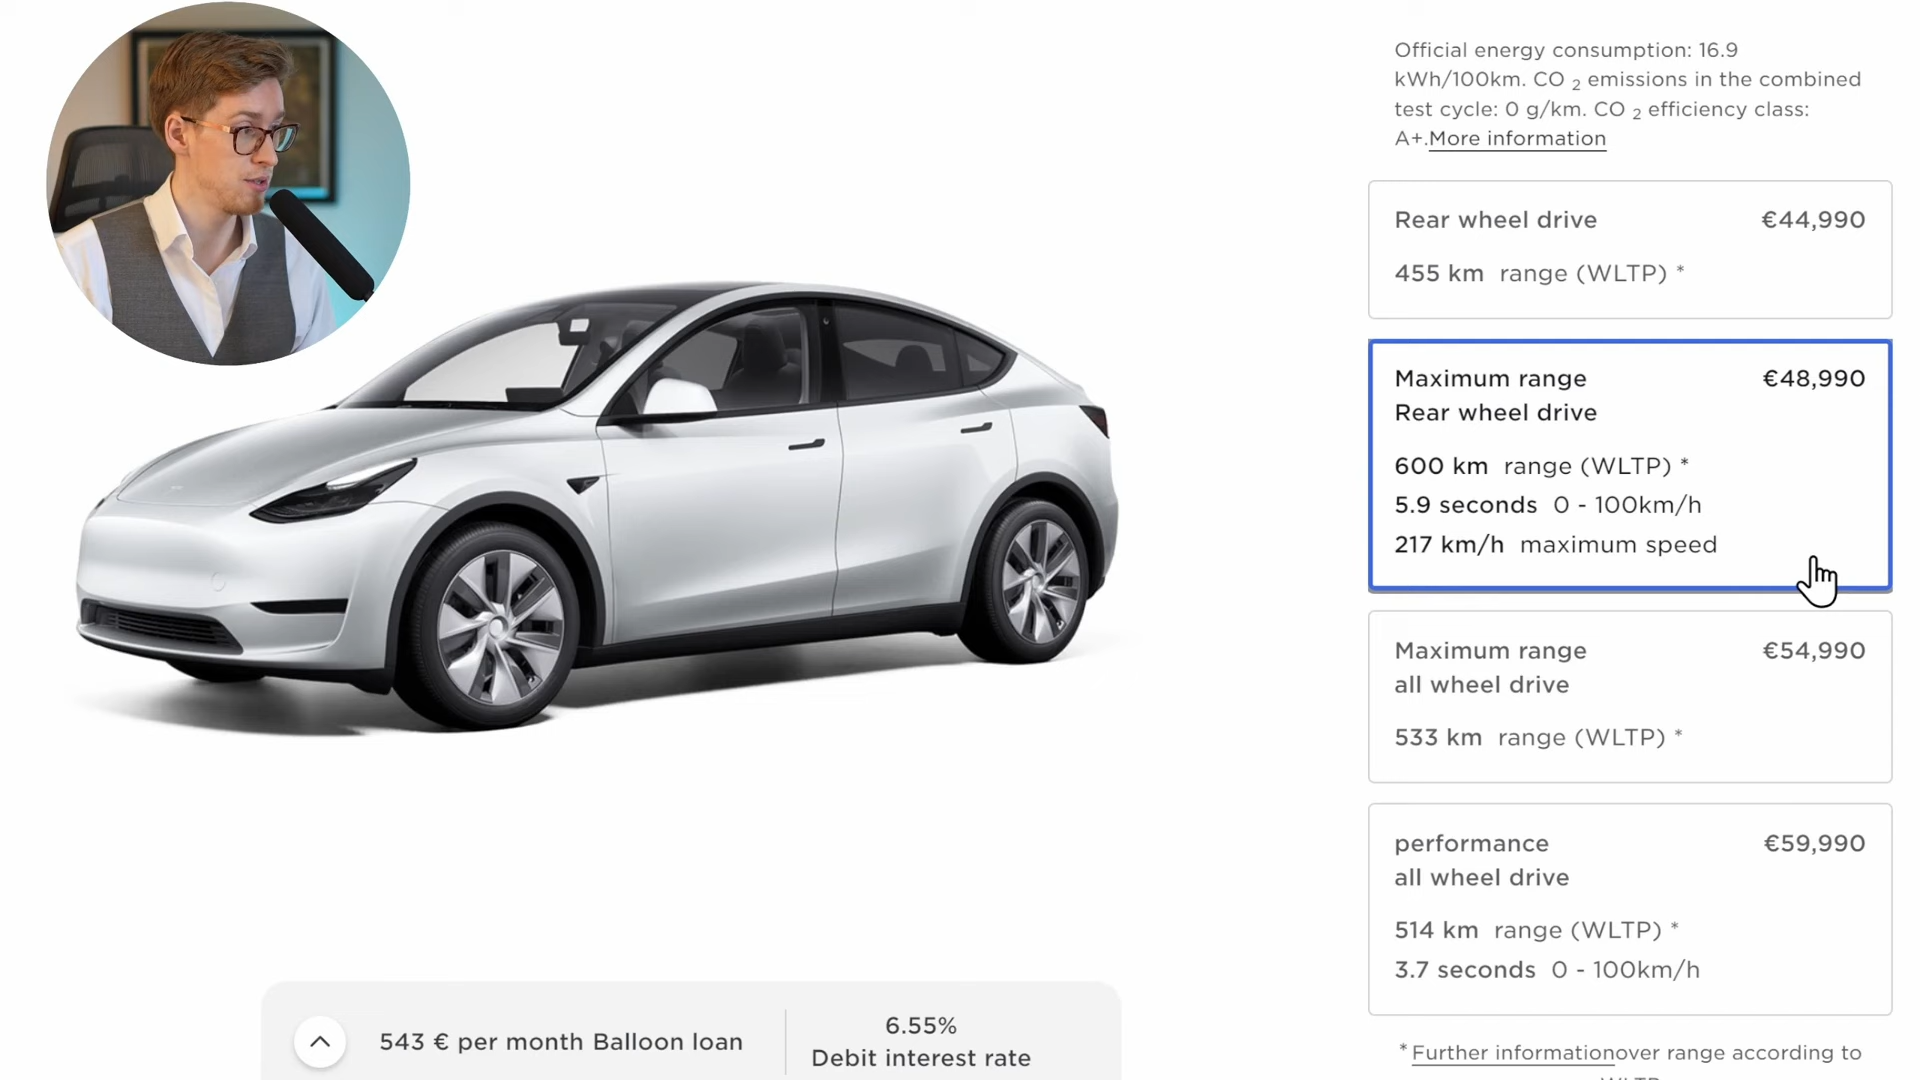 Official energy consumption: 16.9
kWh/100km. CO 2 emissions in the combined
test cycle: 0 g/km. CO 2 efficiency class:
A+.More information
Rear wheel drive €44,990
455 km range (WLTP) *
Maximum range €48,990
Rear wheel drive
600 km range (WLTP) *
5.9 seconds 0 - 100km/h
217 km/h maximum speed
Maximum range €54,990
all wheel drive
533 km range (WLTP) *
performance €59,990
all wheel drive
514 km range (WLTP) *
3.7 seconds 0 - 100km/h
* Further informationover range according to
WLTP
543 € per month Balloon loan
6.55%
Debit interest rate